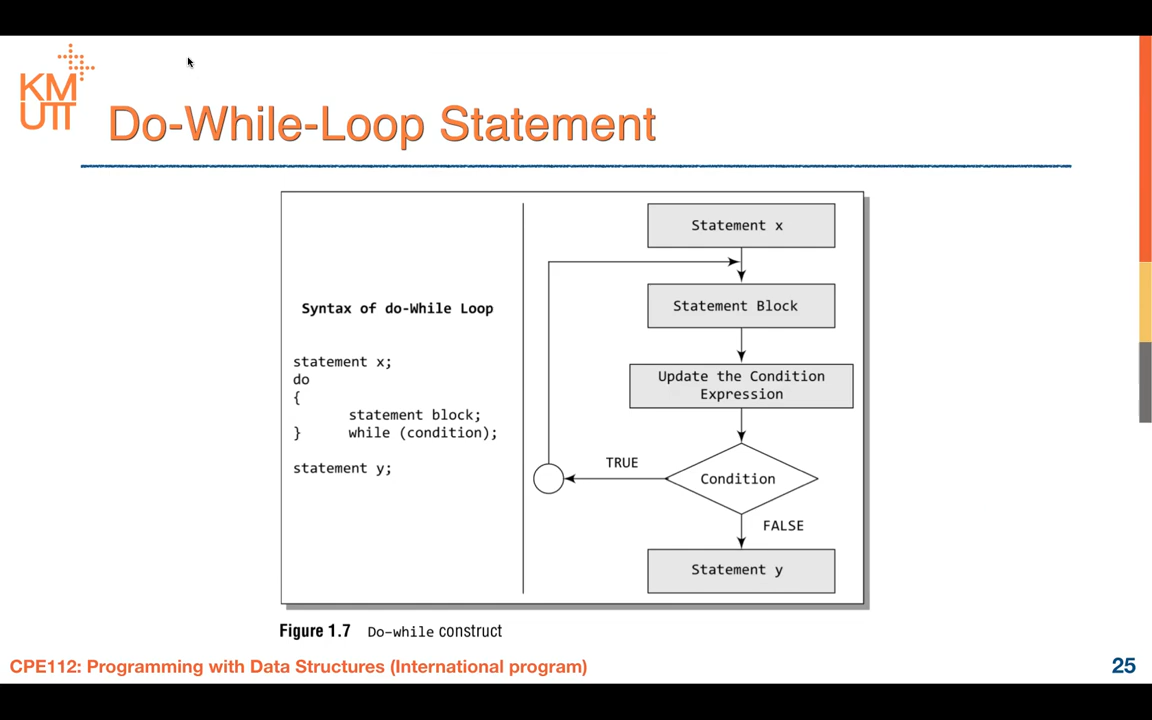 KM
UTT
Do-While-Loop Statement
Syntax of do-While Loop
statement x;
do
{
statement block;
} while (condition);
statement y;
Statement x
Statement Block
Update the Condition
Expression
TRUE
Condition
FALSE
Statement y
Figure 1.7 Do-while construct
CPE112: Programming with Data Structures (International program)
25